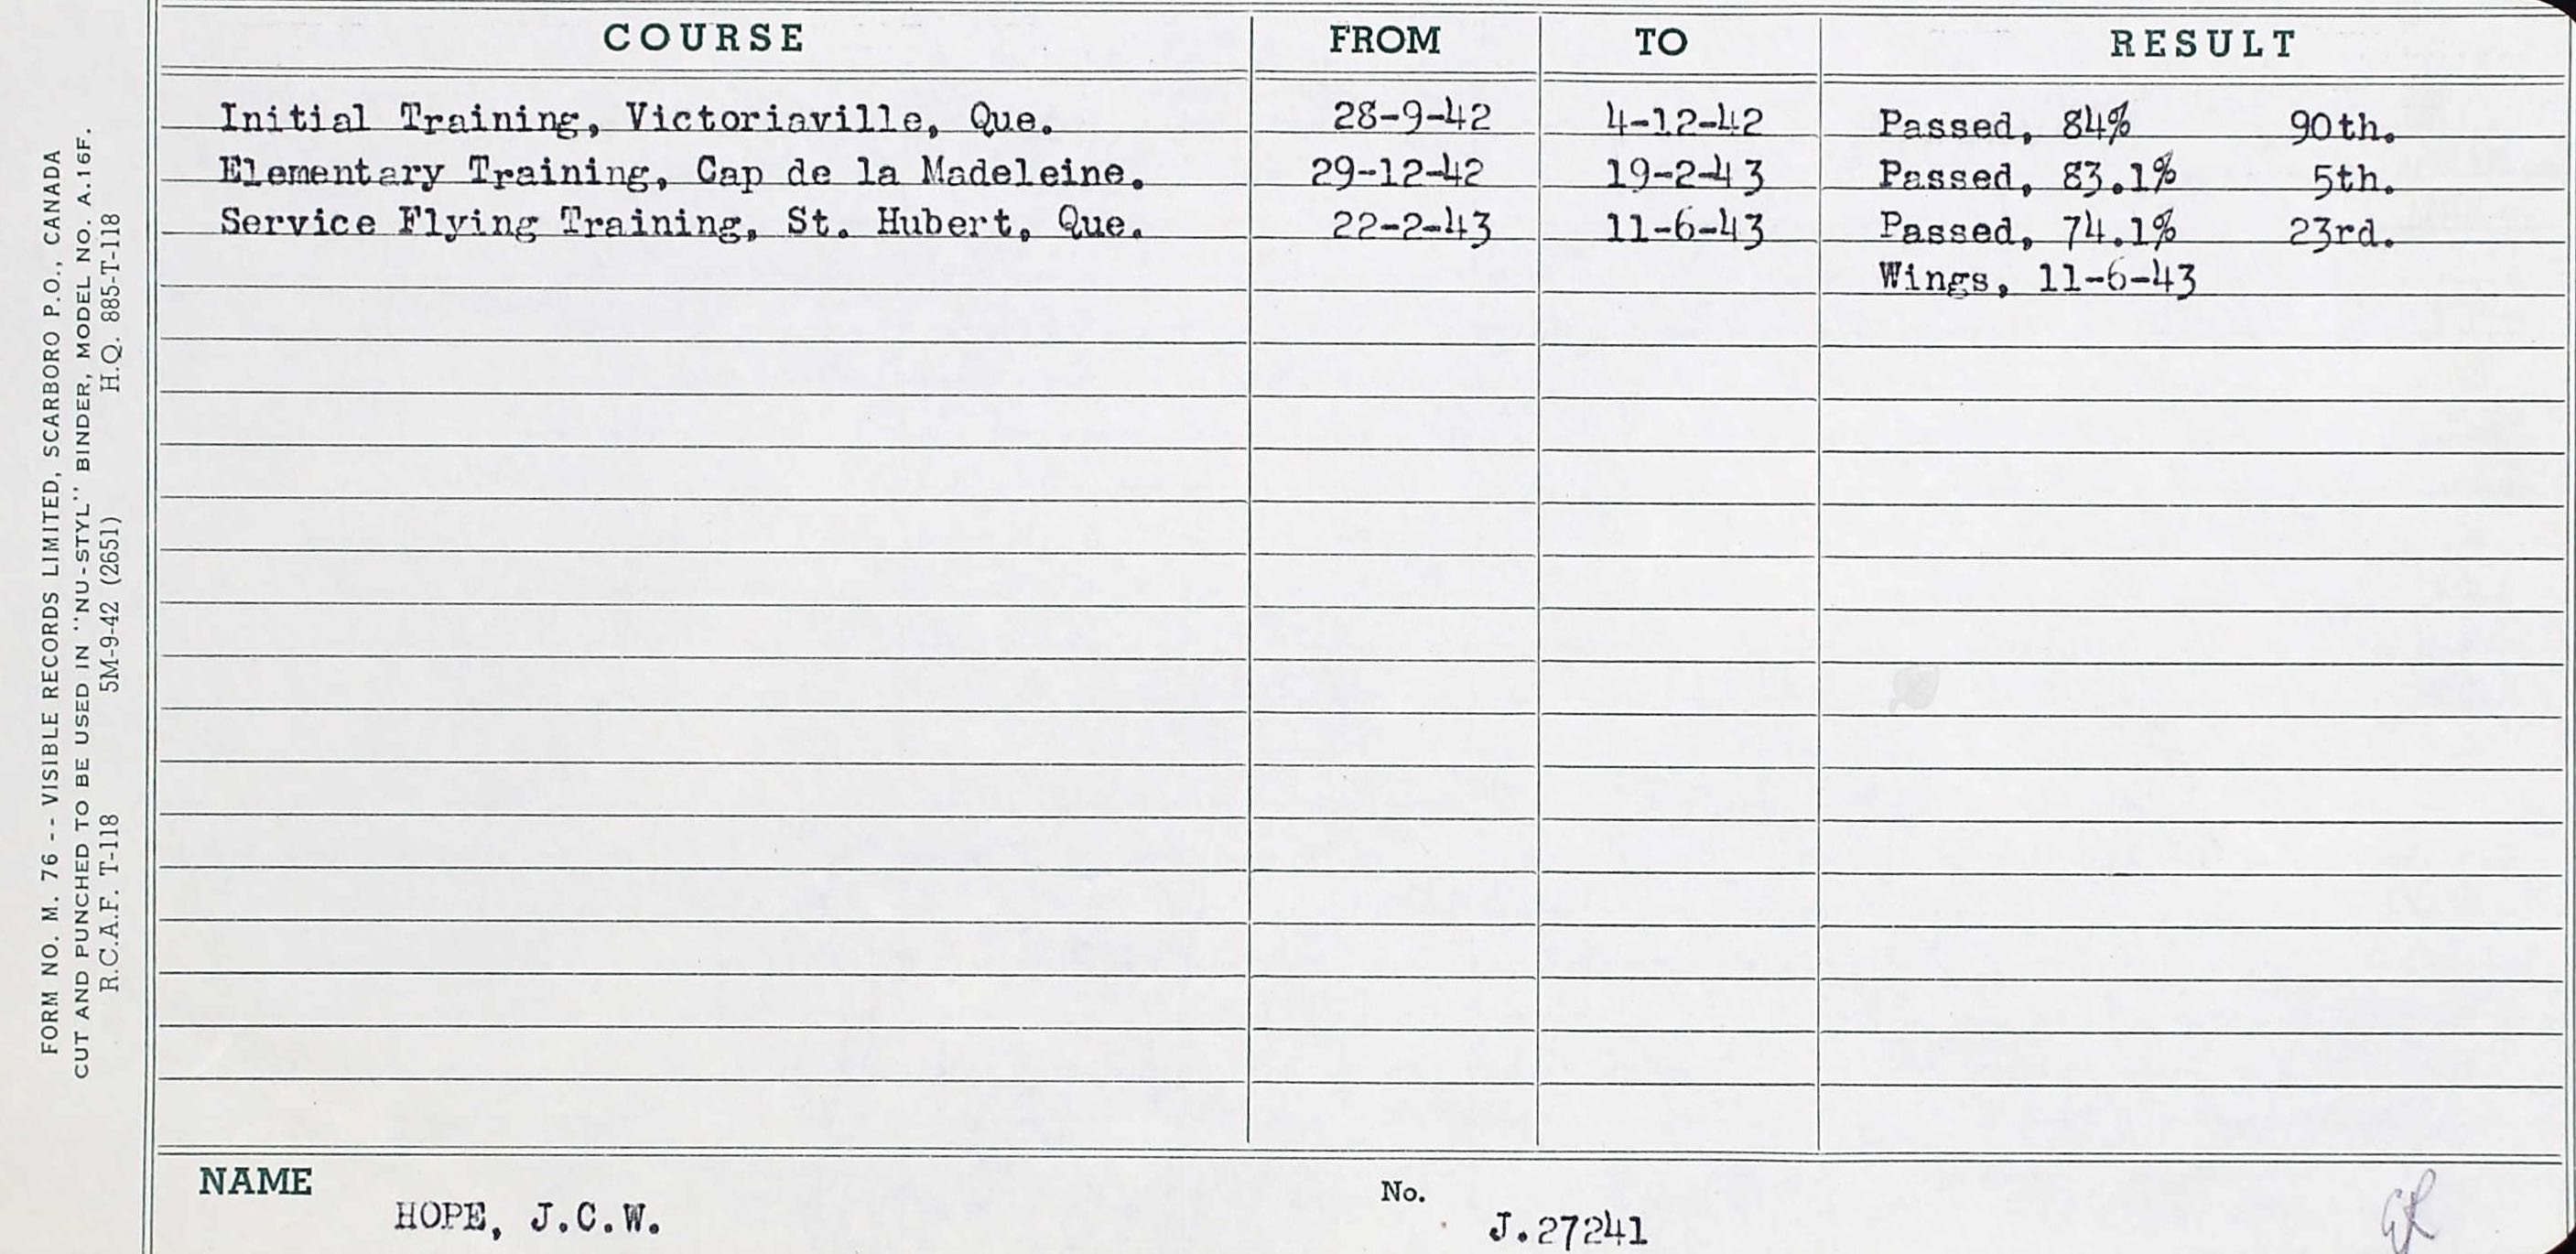 COURSE FROM TO RESULT
Initial Training, Victoriaville, Que. 28-9-42 4-12-42 Passed, 84% 90th.
Elementary Training, Cap de la Madeleine. 29-12-42 19-2-43 Passed, 83.1% 5th.
Service Flying Training, St. Hubert, Que. 22-2-43 11-6-43 Passed, 74.1% 23rd.
Wings, 11-6-43
NAME No.
HOPE, J.C.W. J.27241
FORM NO. M. 76 -- VISIBLE RECORDS LIMITED, SCARBORO P.O., CANADA
CUT AND PUNCHED TO BE USED IN "NU-STYL" BINDER, MODEL NO. A.16F.
R.C.A.F. T-118 5M-9-42 (2651) H.Q. 885-T-118